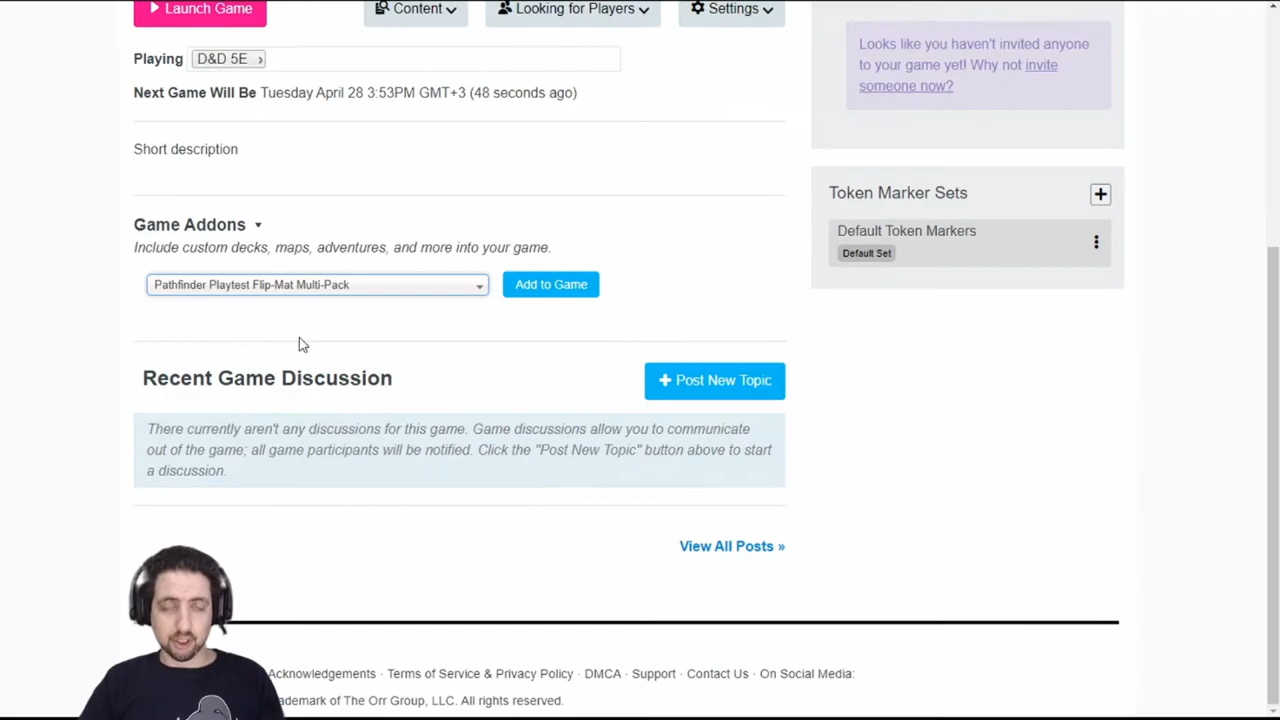 Launch Game
Content
Looking for Players
Settings
Playing D&D 5E ›
Next Game Will Be Tuesday April 28 3:53PM GMT+3 (48 seconds ago)
Short description
Game Addons
Include custom decks, maps, adventures, and more into your game.
Pathfinder Playtest Flip-Mat Multi-Pack
Add to Game
Recent Game Discussion
+ Post New Topic
There currently aren't any discussions for this game. Game discussions allow you to communicate
out of the game; all game participants will be notified. Click the "Post New Topic" button above to start
a discussion.
View All Posts »
Looks like you haven't invited anyone
to your game yet! Why not invite
someone now?
Token Marker Sets
+
Default Token Markers
Default Set
Acknowledgements · Terms of Service & Privacy Policy · DMCA · Support · Contact Us · On Social Media:
of The Orr Group, LLC. All rights reserved.